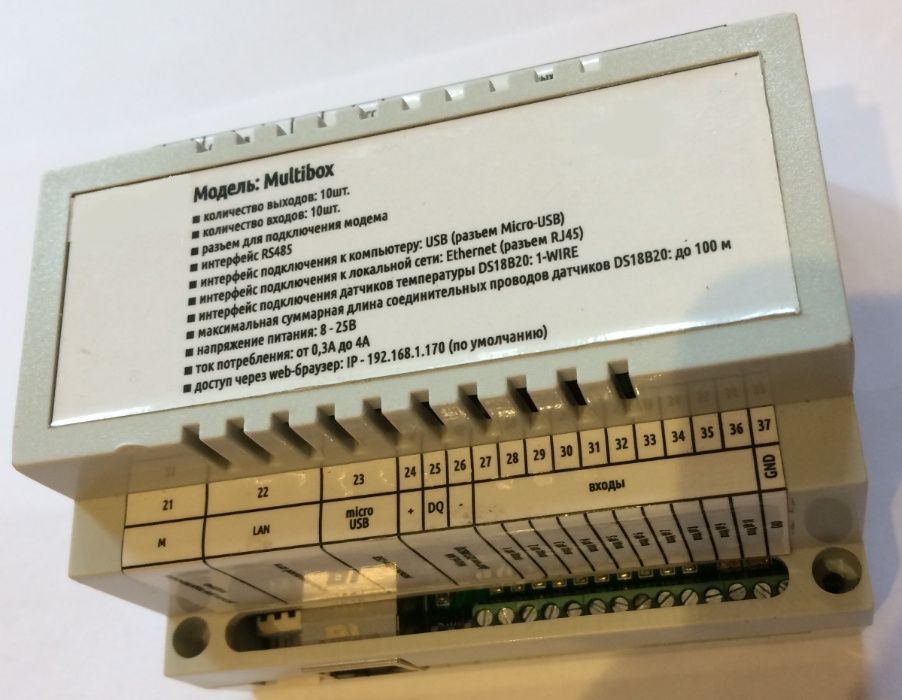 Модель: Multibox
■ количество выходов: 10шт.
■ количество входов: 10шт.
■ разъем для подключения модема
■ интерфейс RS485
■ интерфейс подключения к компьютеру: USB (разъем Micro-USB)
■ интерфейс подключения к локальной сети: Ethernet (разъем RJ45)
■ интерфейс подключения датчиков температуры DS18B20: 1-WIRE
■ максимальная суммарная длина соединительных проводов датчиков DS18B20: до 100 м
■ напряжение питания: 8 - 25В
■ ток потребления: от 0,3А до 4А
■ доступ через web-браузер: IP - 192.168.1.170 (по умолчанию)
21 22 23 24 25 26 27 28 29 30 31 32 33 34 35 36 37
M LAN micro USB + DQ - входы GND